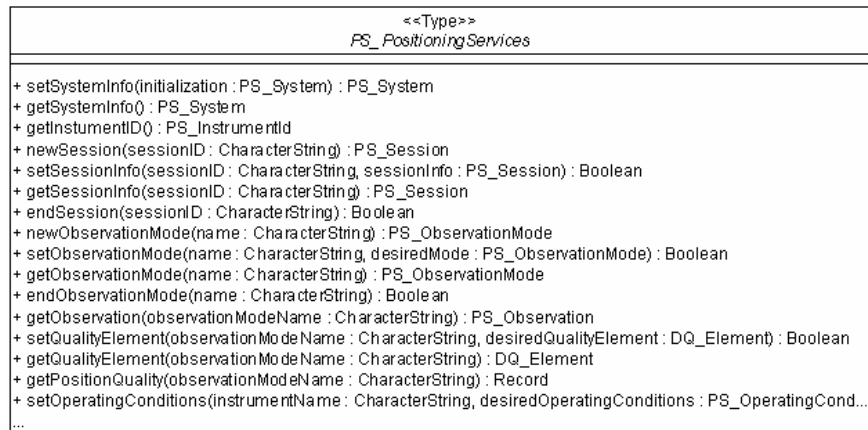 <<Type>>
PS_PositioningServices
+ setSystemInfo(initialization : PS_System) : PS_System
+ getSystemInfo() : PS_System
+ getInstumentID() : PS_InstrumentId
+ newSession(sessionID : CharacterString) : PS_Session
+ setSessionInfo(sessionID : CharacterString, sessionInfo : PS_Session) : Boolean
+ getSessionInfo(sessionID : CharacterString) : PS_Session
+ endSession(sessionID : CharacterString) : Boolean
+ newObservationMode(name : CharacterString) : PS_ObservationMode
+ setObservationMode(name : CharacterString, desiredMode : PS_ObservationMode) : Boolean
+ getObservationMode(name : CharacterString) : PS_ObservationMode
+ endObservationMode(name : CharacterString) : Boolean
+ getObservation(observationModeName : CharacterString) : PS_Observation
+ setQualityElement(observationModeName : CharacterString, desiredQualityElement : DQ_Element) : Boolean
+ getQualityElement(observationModeName : CharacterString) : DQ_Element
+ getPositionQuality(observationModeName : CharacterString) : Record
+ setOperatingConditions(instrumentName : CharacterString, desiredOperatingConditions : PS_OperatingCond...
...